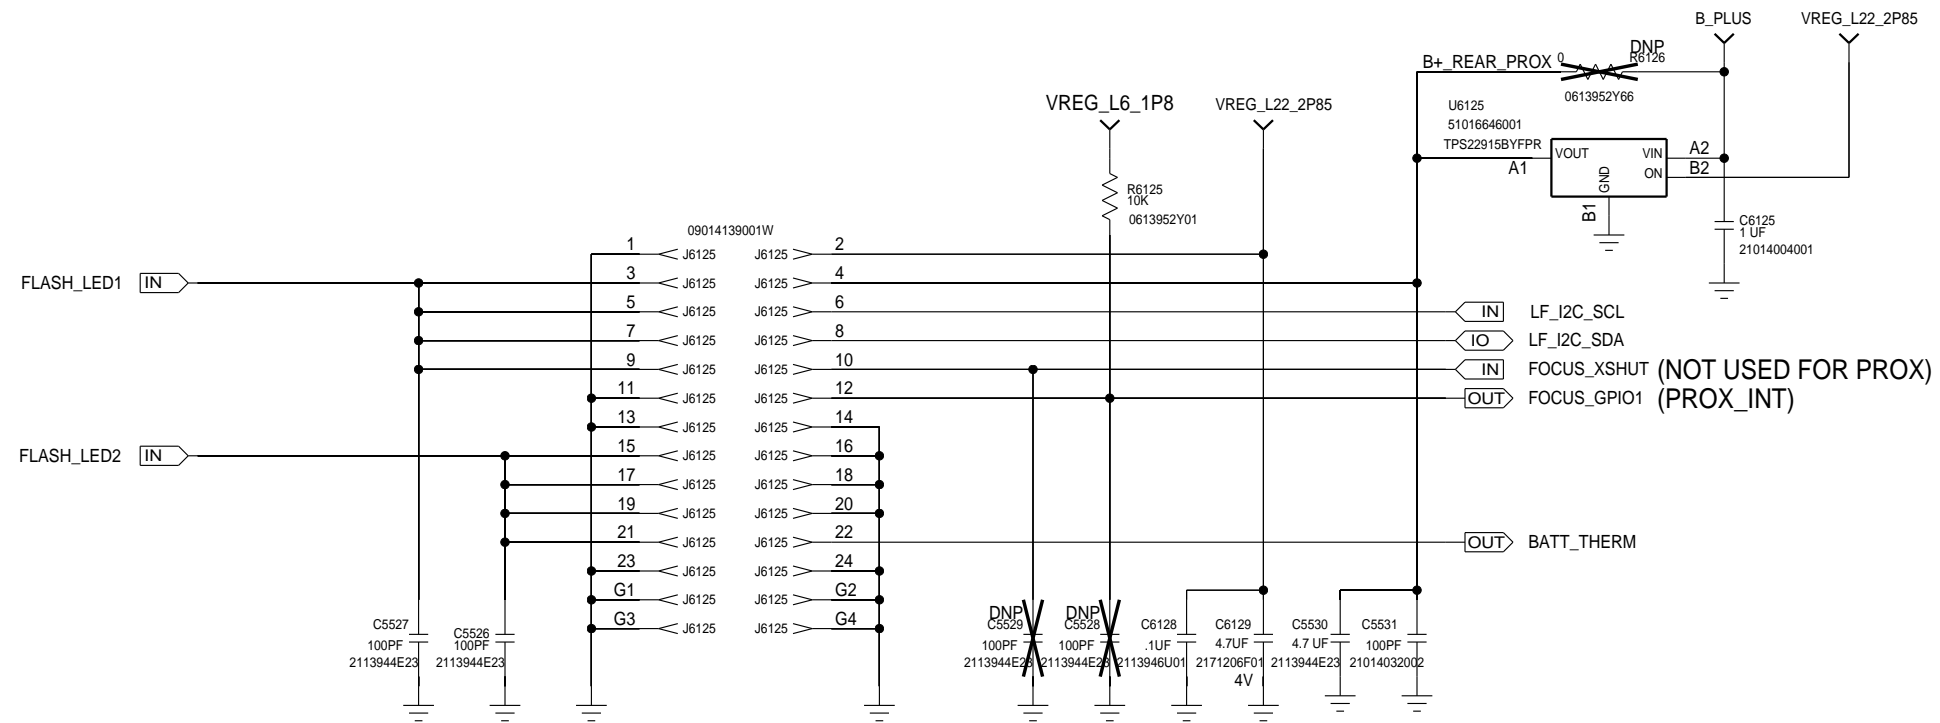 B_PLUS VREG_L22_2P85
DNP
B+_REAR_PROX 0 R6126
0613952Y66
VREG_L6_1P8 VREG_L22_2P85
U6125
51016646001
TPS22915BYFPR
VOUT VIN A2
A1 GND ON B2
B1
R6125
10K
0613952Y01
C6125
1 UF
21014004001
09014139001W
1 J6125 J6125 2
FLASH_LED1 IN 3 J6125 J6125 4
5 J6125 J6125 6 IN LF_I2C_SCL
7 J6125 J6125 8 IO LF_I2C_SDA
9 J6125 J6125 10 IN FOCUS_XSHUT (NOT USED FOR PROX)
11 J6125 J6125 12 OUT FOCUS_GPIO1 (PROX_INT)
13 J6125 J6125 14
FLASH_LED2 IN 15 J6125 J6125 16
17 J6125 J6125 18
19 J6125 J6125 20
21 J6125 J6125 22 OUT BATT_THERM
23 J6125 J6125 24
G1 J6125 J6125 G2
G3 J6125 J6125 G4
C5527
100PF
2113944E23
C5526
100PF
2113944E23
DNP
C5529
100PF
2113944E23
DNP
C5528
100PF
2113944E23
C6128
.1UF
2113946U01
C6129
4.7UF
2171206F01
4V
C5530
4.7 UF
2113944E23
C5531
100PF
21014032002